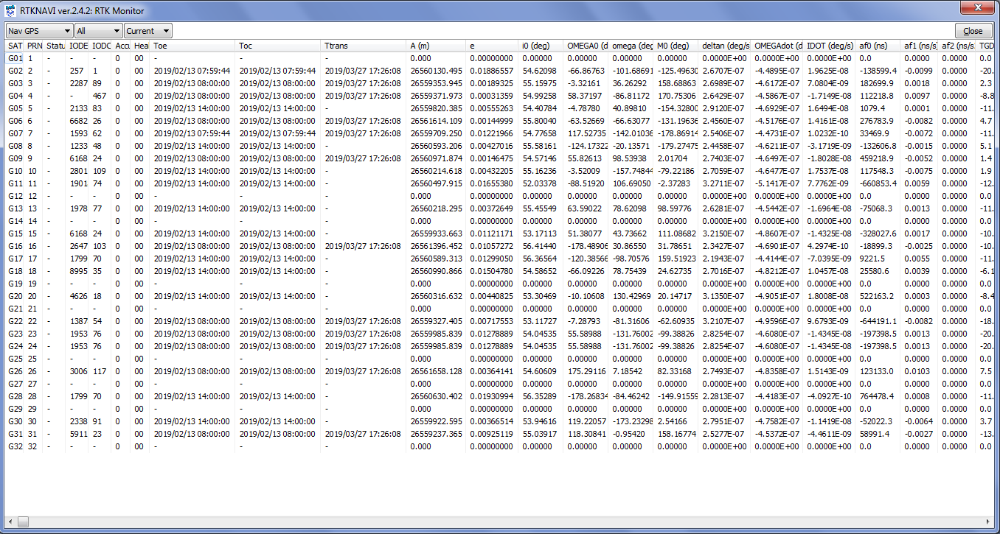 RTKNAVI ver.2.4.2: RTK Monitor
Nav GPS All Current Close
SAT PRN Statu IODE IODC Accu Hea Toe Toc Ttrans A (m) e i0 (deg) OMEGA0 (d omega (deg M0 (deg) deltan (deg/s OMEGAdot (d IDOT (deg/s) af0 (ns) af1 (ns/s) af2 (ns/s TGD
G01 1 - - - 0 00 - - - 0.000 0.00000000 0.00000 0.00000 0.00000 0.00000 0.0000E+00 0.0000E+00 0.0000E+00 0.0 0.0000 0.0000 0.0
G02 2 - 257 1 0 00 2019/02/13 07:59:44 2019/02/13 07:59:44 2019/03/27 17:26:08 26560130.495 0.01886557 54.62098 -66.86763 -101.68691 -125.49630 2.6707E-07 -4.4895E-07 1.9625E-08 -138599.4 -0.0099 0.0000 -20.
G03 3 - 2287 89 0 00 2019/02/13 08:00:00 2019/02/13 08:00:00 2019/03/27 17:26:08 26559353.945 0.00189325 55.15975 -3.32161 36.26292 158.68863 2.6989E-07 -4.6172E-07 7.0804E-09 182699.9 0.0018 0.0000 2.3
G04 4 - - 467 0 00 2019/02/13 08:00:00 2019/02/13 08:00:00 2019/03/27 17:26:08 26559371.973 0.00031359 54.99258 58.37197 -86.81172 170.75306 2.6429E-07 -4.5867E-07 -1.7149E-08 112218.8 0.0097 0.0000 -8.8
G05 5 - 2133 83 0 00 2019/02/13 14:00:00 2019/02/13 14:00:00 - 26559820.385 0.00555263 54.40784 -4.78780 40.89810 -154.32800 2.9120E-07 -4.6929E-07 1.6494E-08 1079.4 0.0001 0.0000 -11.
G06 6 - 6682 26 0 00 2019/02/13 08:00:00 2019/02/13 08:00:00 2019/03/27 17:26:08 26561614.109 0.00144999 55.80040 -63.52669 -66.63077 -131.19636 2.4560E-07 -4.5176E-07 1.4161E-08 276783.9 -0.0082 0.0000 4.7
G07 7 - 1593 62 0 00 2019/02/13 07:59:44 2019/02/13 07:59:44 2019/03/27 17:26:08 26559709.250 0.01221966 54.77658 117.52735 -142.01036 -178.86914 2.5406E-07 -4.4731E-07 1.0232E-10 33469.9 -0.0072 0.0000 -11.
G08 8 - 1233 48 0 00 2019/02/13 14:00:00 2019/02/13 14:00:00 - 26560593.206 0.00427016 55.58161 -124.17322 -20.13571 -179.27475 2.4458E-07 -4.6211E-07 -3.1719E-09 -132606.8 -0.0015 0.0000 5.1
G09 9 - 6168 24 0 00 2019/02/13 08:00:00 2019/02/13 08:00:00 2019/03/27 17:26:08 26560971.874 0.00146475 54.57146 55.82613 98.53938 2.01704 2.7403E-07 -4.6497E-07 -1.8028E-08 459218.9 -0.0052 0.0000 1.4
G10 10 - 2801 109 0 00 2019/02/13 14:00:00 2019/02/13 14:00:00 - 26560214.618 0.00432205 55.16236 -3.52009 -157.74844 -79.22186 2.7059E-07 -4.6477E-07 1.7537E-08 117548.3 -0.0075 0.0000 1.9
G11 11 - 1901 74 0 00 2019/02/13 14:00:00 2019/02/13 14:00:00 - 26560497.915 0.01655380 52.03378 -88.51920 106.69050 -2.37283 3.2711E-07 -5.1417E-07 7.7762E-09 -660853.4 0.0059 0.0000 -12.
G12 12 - - - 0 00 - - - 0.000 0.00000000 0.00000 0.00000 0.00000 0.00000 0.0000E+00 0.0000E+00 0.0000E+00 0.0 0.0000 0.0000 0.0
G13 13 - 1978 77 0 00 2019/02/13 14:00:00 2019/02/13 14:00:00 - 26560218.295 0.00372649 55.45549 63.59022 78.62098 98.59776 2.6281E-07 -4.5442E-07 -1.6964E-08 -75068.3 0.0013 0.0000 -11.
G14 14 - - - 0 00 - - - 0.000 0.00000000 0.00000 0.00000 0.00000 0.00000 0.0000E+00 0.0000E+00 0.0000E+00 0.0 0.0000 0.0000 0.0
G15 15 - 6168 24 0 00 2019/02/13 14:00:00 2019/02/13 14:00:00 - 26559933.663 0.01121171 53.17113 51.38077 43.73662 111.08682 3.2150E-07 -4.8607E-07 -1.4325E-08 -328027.6 0.0017 0.0000 -10.
G16 16 - 2647 103 0 00 2019/02/13 14:00:00 2019/02/13 14:00:00 2019/03/27 17:26:08 26561396.452 0.01057272 56.41440 -178.48906 30.86550 31.78651 2.3427E-07 -4.6901E-07 4.2974E-10 -18899.3 -0.0025 0.0000 -10.
G17 17 - 1799 70 0 00 2019/02/13 14:00:00 2019/02/13 14:00:00 - 26560589.313 0.01299050 56.36564 -120.38566 -98.70576 159.51923 2.1943E-07 -4.4144E-07 -7.0395E-09 9221.5 0.0055 0.0000 -11.
G18 18 - 8995 35 0 00 2019/02/13 14:00:00 2019/02/13 14:00:00 - 26560990.866 0.01504780 54.58652 -66.09226 78.75439 24.62735 2.7016E-07 -4.8212E-07 1.0457E-08 25580.6 0.0039 0.0000 -6.1
G19 19 - - - 0 00 - - - 0.000 0.00000000 0.00000 0.00000 0.00000 0.00000 0.0000E+00 0.0000E+00 0.0000E+00 0.0 0.0000 0.0000 0.0
G20 20 - 4626 18 0 00 2019/02/13 14:00:00 2019/02/13 14:00:00 - 26560316.632 0.00440825 53.30469 -10.10608 130.42969 20.14717 3.1350E-07 -4.9051E-07 1.8008E-08 522163.2 0.0003 0.0000 -8.4
G21 21 - - - 0 00 - - - 0.000 0.00000000 0.00000 0.00000 0.00000 0.00000 0.0000E+00 0.0000E+00 0.0000E+00 0.0 0.0000 0.0000 0.0
G22 22 - 1387 54 0 00 2019/02/13 08:00:00 2019/02/13 08:00:00 2019/03/27 17:26:08 26559327.405 0.00717553 53.11727 -7.28793 -81.31606 -62.60935 3.2107E-07 -4.9596E-07 9.6793E-09 -644191.1 -0.0082 0.0000 -18.
G23 23 - 1953 76 0 00 2019/02/13 08:00:00 2019/02/13 08:00:00 2019/03/27 17:26:08 26559985.839 0.01278889 54.04535 55.58988 -131.76002 -99.38826 2.8254E-07 -4.6080E-07 -1.4345E-08 -197398.5 0.0013 0.0000 -20.
G24 24 - 1953 76 0 00 2019/02/13 08:00:00 2019/02/13 08:00:00 2019/03/27 17:26:08 26559985.839 0.01278889 54.04535 55.58988 -131.76002 -99.38826 2.8254E-07 -4.6080E-07 -1.4345E-08 -197398.5 0.0013 0.0000 -20.
G25 25 - - - 0 00 - - - 0.000 0.00000000 0.00000 0.00000 0.00000 0.00000 0.0000E+00 0.0000E+00 0.0000E+00 0.0 0.0000 0.0000 0.0
G26 26 - 3006 117 0 00 2019/02/13 08:00:00 2019/02/13 08:00:00 2019/03/27 17:26:08 26561658.128 0.00364141 54.60609 175.29116 7.18542 82.33168 2.7493E-07 -4.8358E-07 1.5143E-09 123133.0 0.0103 0.0000 7.5
G27 27 - - - 0 00 - - - 0.000 0.00000000 0.00000 0.00000 0.00000 0.00000 0.0000E+00 0.0000E+00 0.0000E+00 0.0 0.0000 0.0000 0.0
G28 28 - 1799 70 0 00 2019/02/13 14:00:00 2019/02/13 14:00:00 - 26560630.402 0.01930994 56.35289 -178.26834 -84.46242 -149.91559 2.2813E-07 -4.4183E-07 -4.0927E-10 764478.4 0.0008 0.0000 -11.
G29 29 - - - 0 00 - - - 0.000 0.00000000 0.00000 0.00000 0.00000 0.00000 0.0000E+00 0.0000E+00 0.0000E+00 0.0 0.0000 0.0000 0.0
G30 30 - 2338 91 0 00 2019/02/13 14:00:00 2019/02/13 14:00:00 - 26559922.595 0.00366514 53.94616 119.22057 -173.23298 2.54166 2.7951E-07 -4.7582E-07 -1.1419E-08 -52022.3 -0.0064 0.0000 3.7
G31 31 - 5911 23 0 00 2019/02/13 08:00:00 2019/02/13 08:00:00 2019/03/27 17:26:08 26559237.365 0.00925119 55.03917 118.30841 -0.95420 158.16774 2.5277E-07 -4.5372E-07 -4.4611E-09 58991.4 -0.0027 0.0000 -13.
G32 32 - - - 0 00 - - - 0.000 0.00000000 0.00000 0.00000 0.00000 0.00000 0.0000E+00 0.0000E+00 0.0000E+00 0.0 0.0000 0.0000 0.0